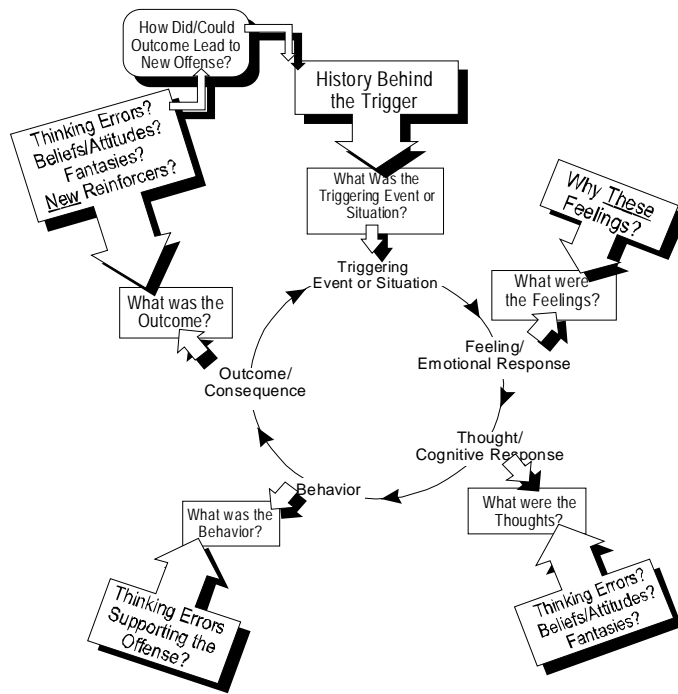 How Did/Could
Outcome Lead to
New Offense?
History Behind
the Trigger
Thinking Errors?
Beliefs/Attitudes?
Fantasies?
New Reinforcers?
What Was the
Triggering Event or
Situation?
Why These
Feelings?
Triggering
Event or Situation
What were
the Feelings?
What was the
Outcome?
Feeling/
Emotional Response
Outcome/
Consequence
Thought/
Cognitive Response
Behavior
What were the
Thoughts?
What was the
Behavior?
Thinking Errors
Supporting the
Offense?
Thinking Errors?
Beliefs/Attitudes?
Fantasies?